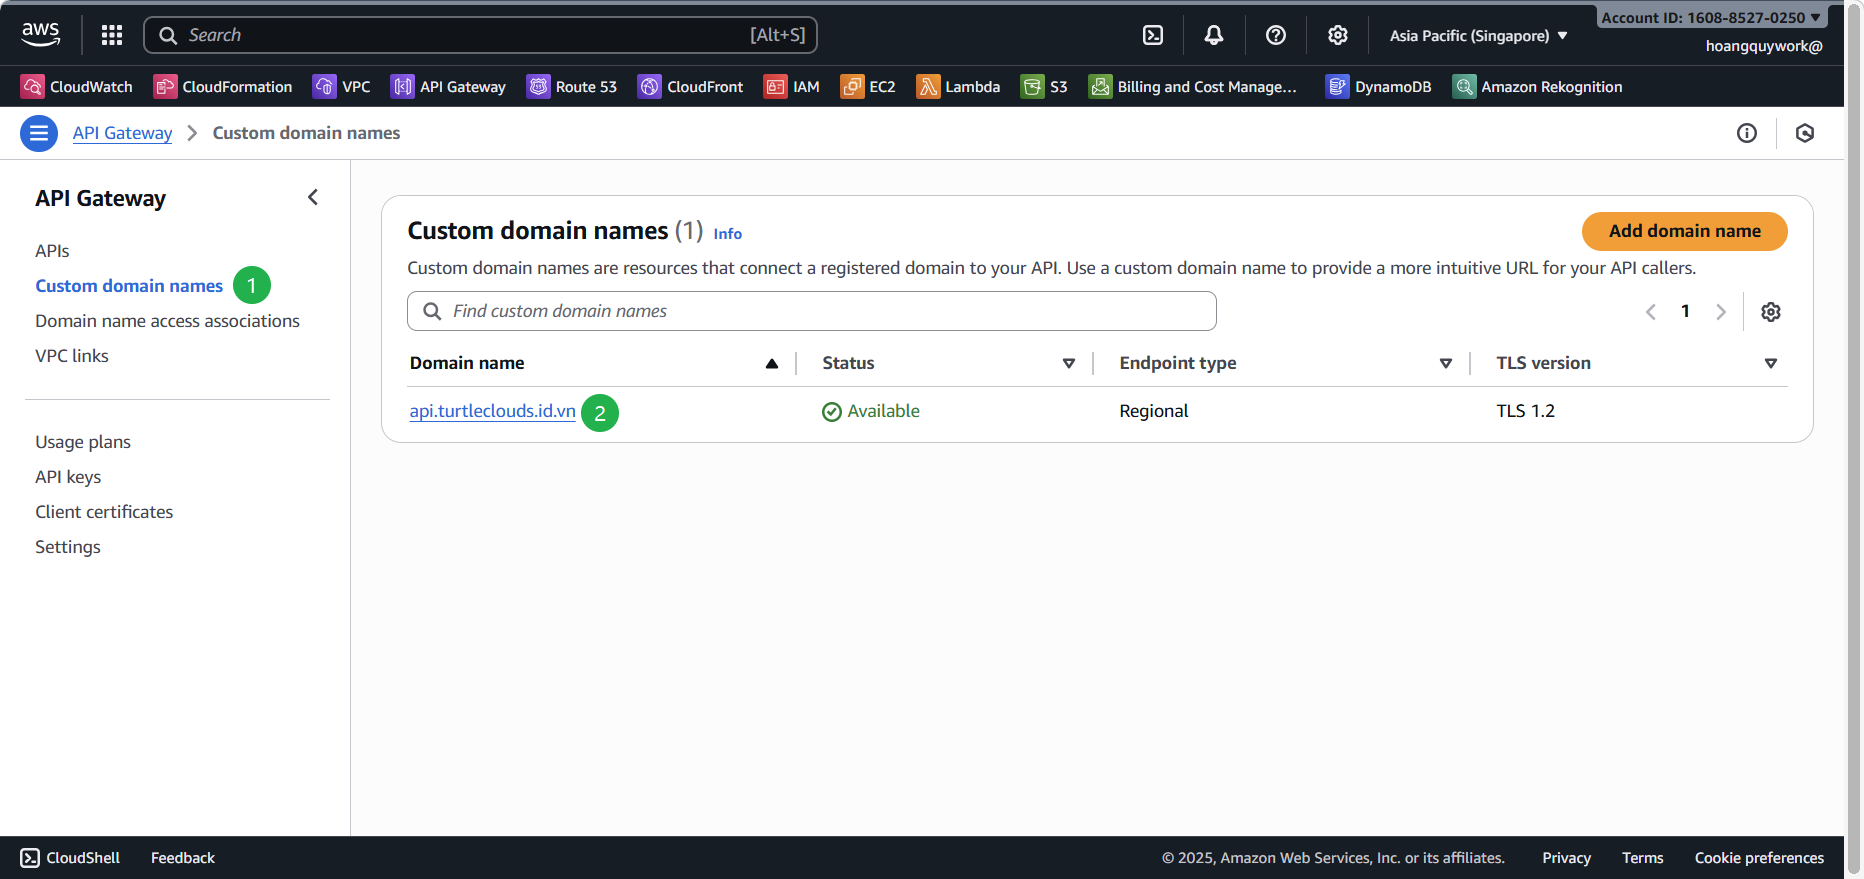 aws
Search [Alt+S]
Asia Pacific (Singapore)
Account ID: 1608-8527-0250
hoangquywork@
CloudWatch CloudFormation VPC API Gateway Route 53 CloudFront IAM EC2 Lambda S3 Billing and Cost Manage... DynamoDB Amazon Rekognition
API Gateway Custom domain names
API Gateway
APIs
Custom domain names 1
Domain name access associations
VPC links
Usage plans
API keys
Client certificates
Settings
Custom domain names (1) Info
Add domain name
Custom domain names are resources that connect a registered domain to your API. Use a custom domain name to provide a more intuitive URL for your API callers.
Find custom domain names
1
Domain name Status Endpoint type TLS version
api.turtleclouds.id.vn 2 Available Regional TLS 1.2
CloudShell Feedback © 2025, Amazon Web Services, Inc. or its affiliates. Privacy Terms Cookie preferences